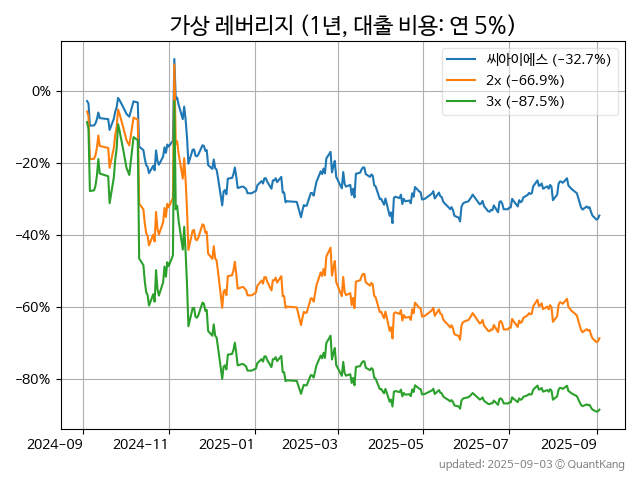 가상 레버리지 (1년, 대출 비용: 연 5%)
씨아이에스 (−32.7%)
2x (−66.9%)
3x (−87.5%)
0%
−20%
−40%
−60%
−80%
2024-09 2024-11 2025-01 2025-03 2025-05 2025-07 2025-09
updated: 2025-09-03 © QuantKang